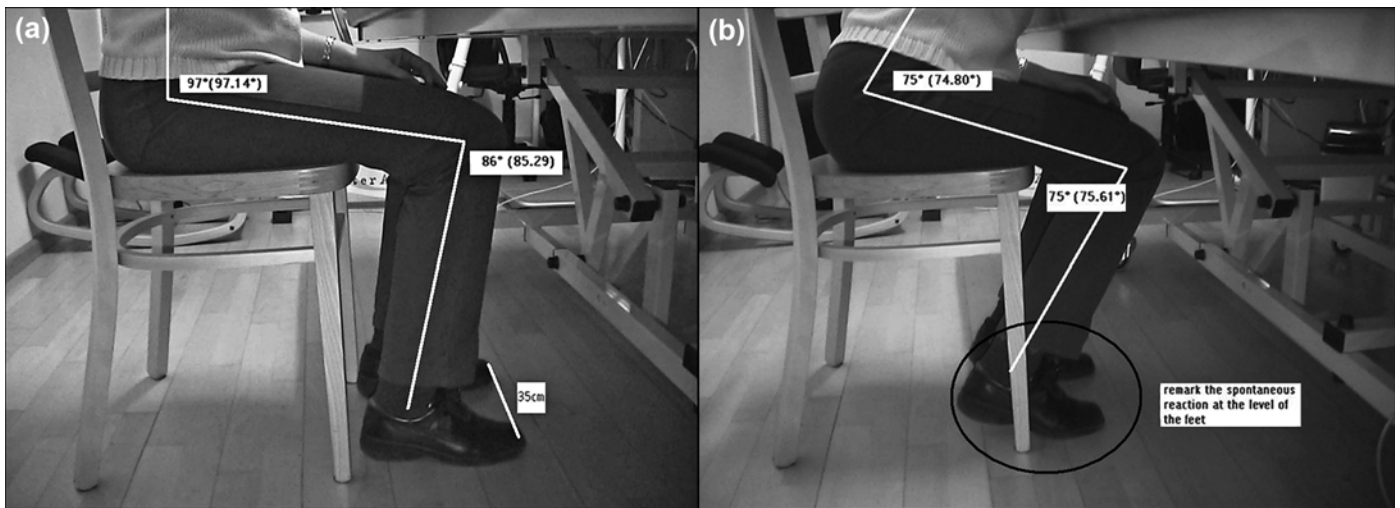 (a)
97°(97.14°)
86° (85.29)
35cm
(b)
75° (74.80°)
75° (75.61°)
remark the spontaneous
reaction at the level of
the feet